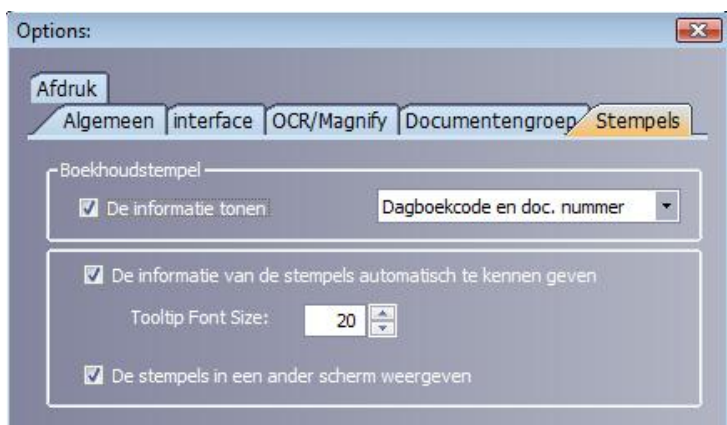 Options:
Afdruk
Algemeen interface OCR/Magnify Documentengroep Stempels
Boekhoudstempel
De informatie tonen Dagboekcode en doc. nummer
De informatie van de stempels automatisch te kennen geven
Tooltip Font Size: 20
De stempels in een ander scherm weergeven